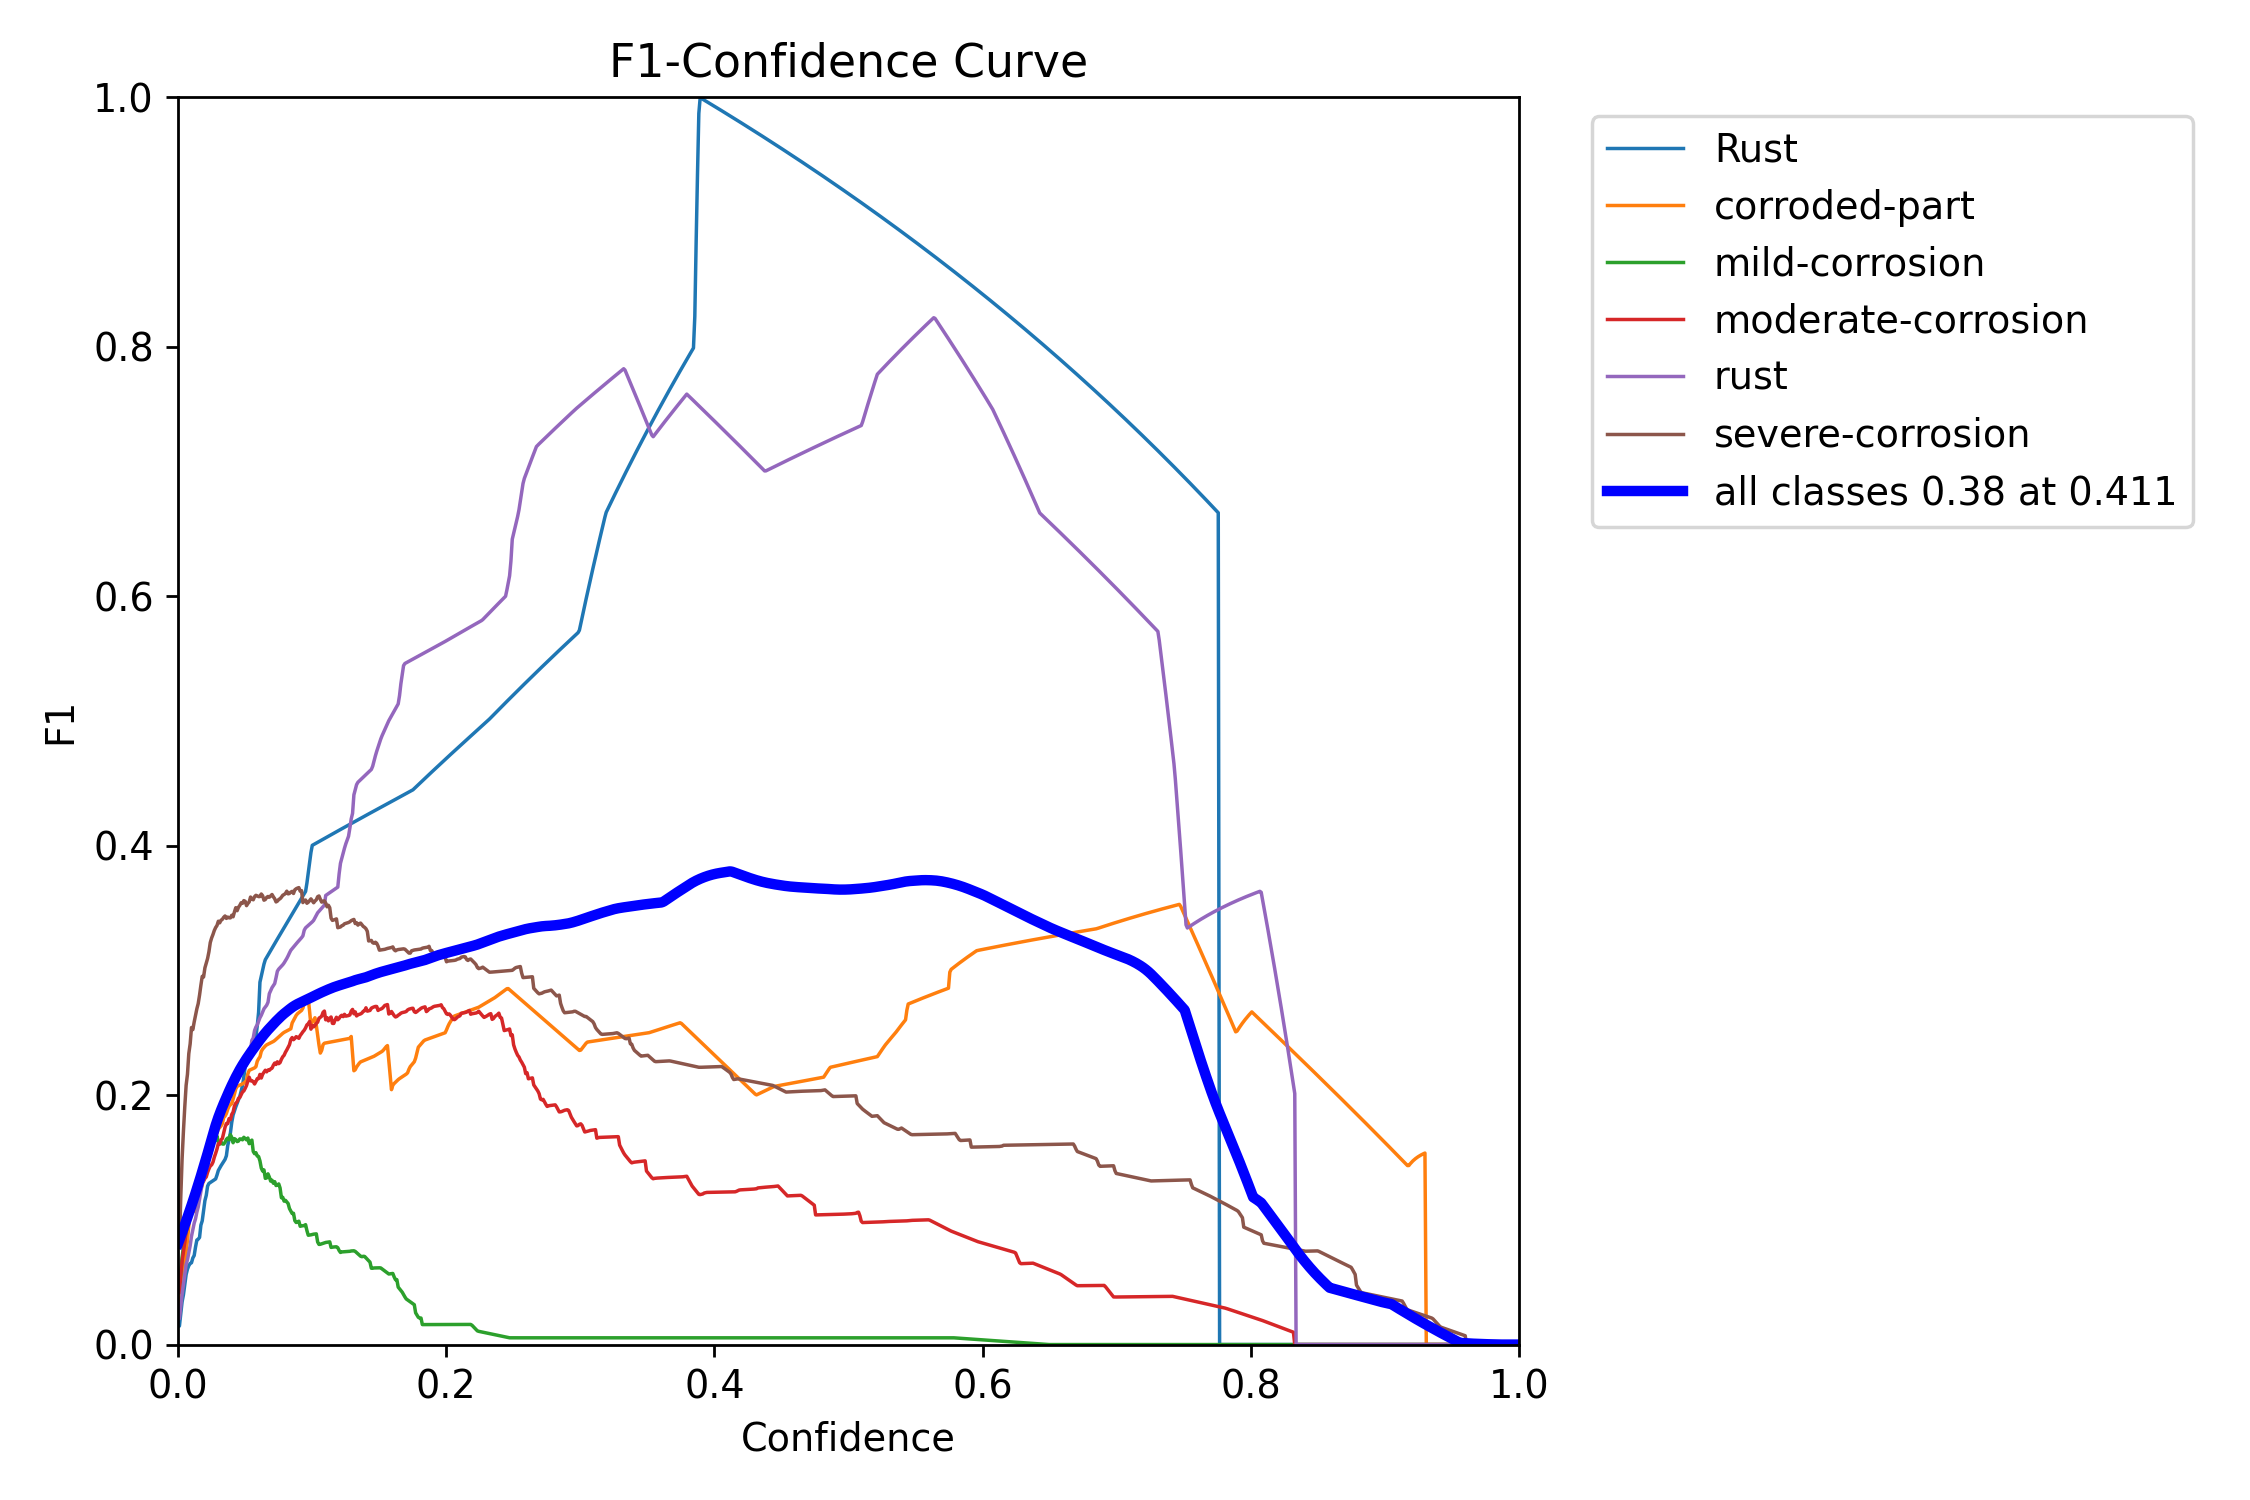 F1-Confidence Curve
1.0
0.8
0.6
0.4
0.2
0.0
F1
0.0 0.2 0.4 0.6 0.8 1.0
Confidence
Rust
corroded-part
mild-corrosion
moderate-corrosion
rust
severe-corrosion
all classes 0.38 at 0.411